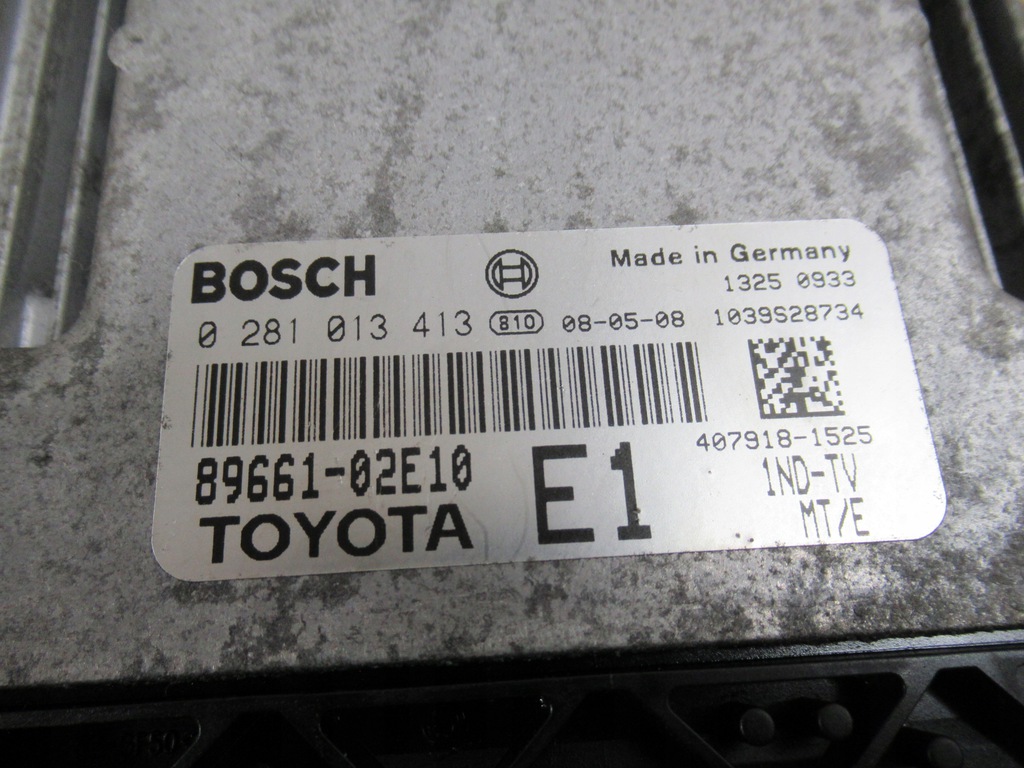 BOSCH
Made in Germany
1325 0933
0 281 013 413 810 08-05-08 1039S28734
407918-1525
89661-02E10 E1 1ND-TV
TOYOTA MT/E